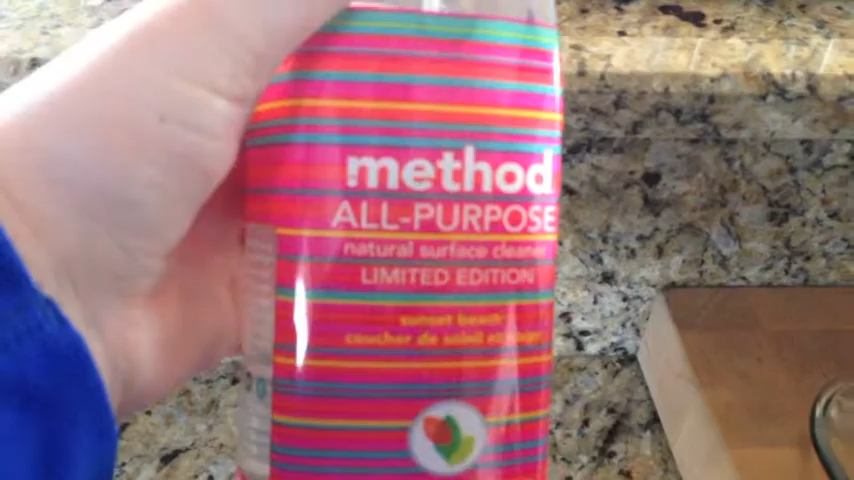 method
ALL-PURPOSE
natural surface cleaner
LIMITED EDITION
sunset beach
coucher de soleil